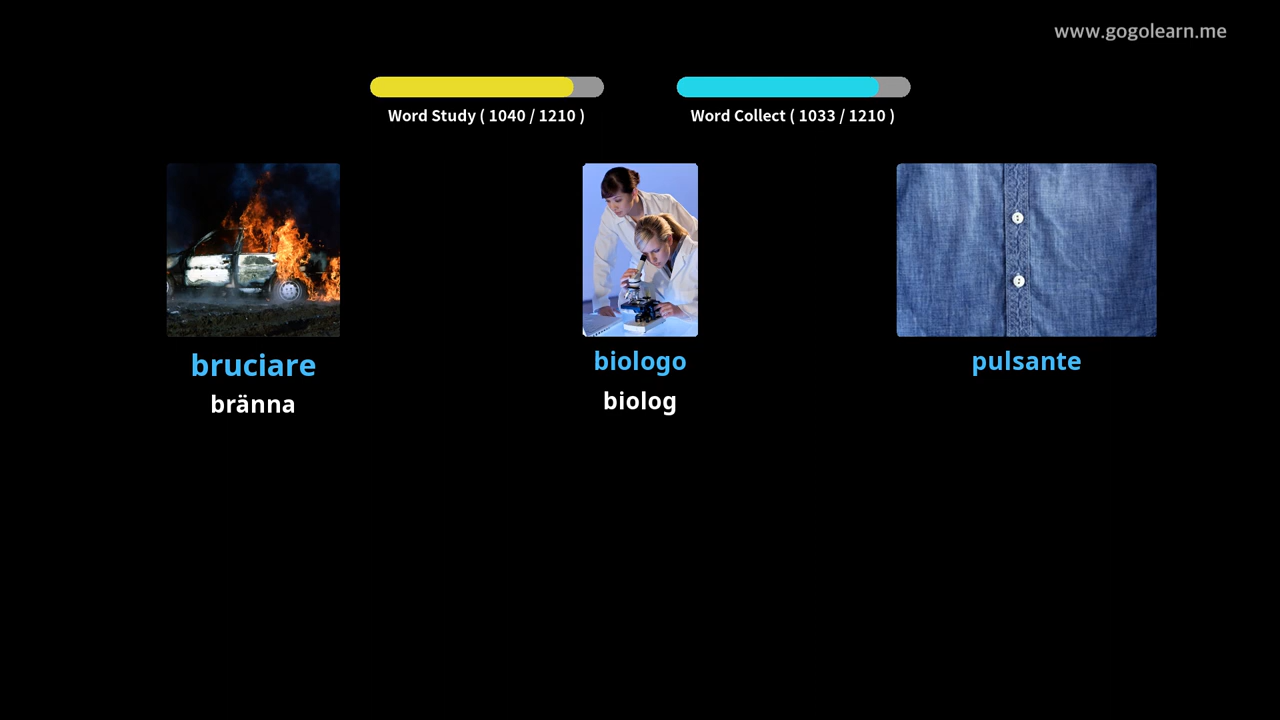 www.gogolearn.me
Word Study ( 1040 / 1210 )
Word Collect ( 1033 / 1210 )
bruciare
bränna
biologo
biolog
pulsante